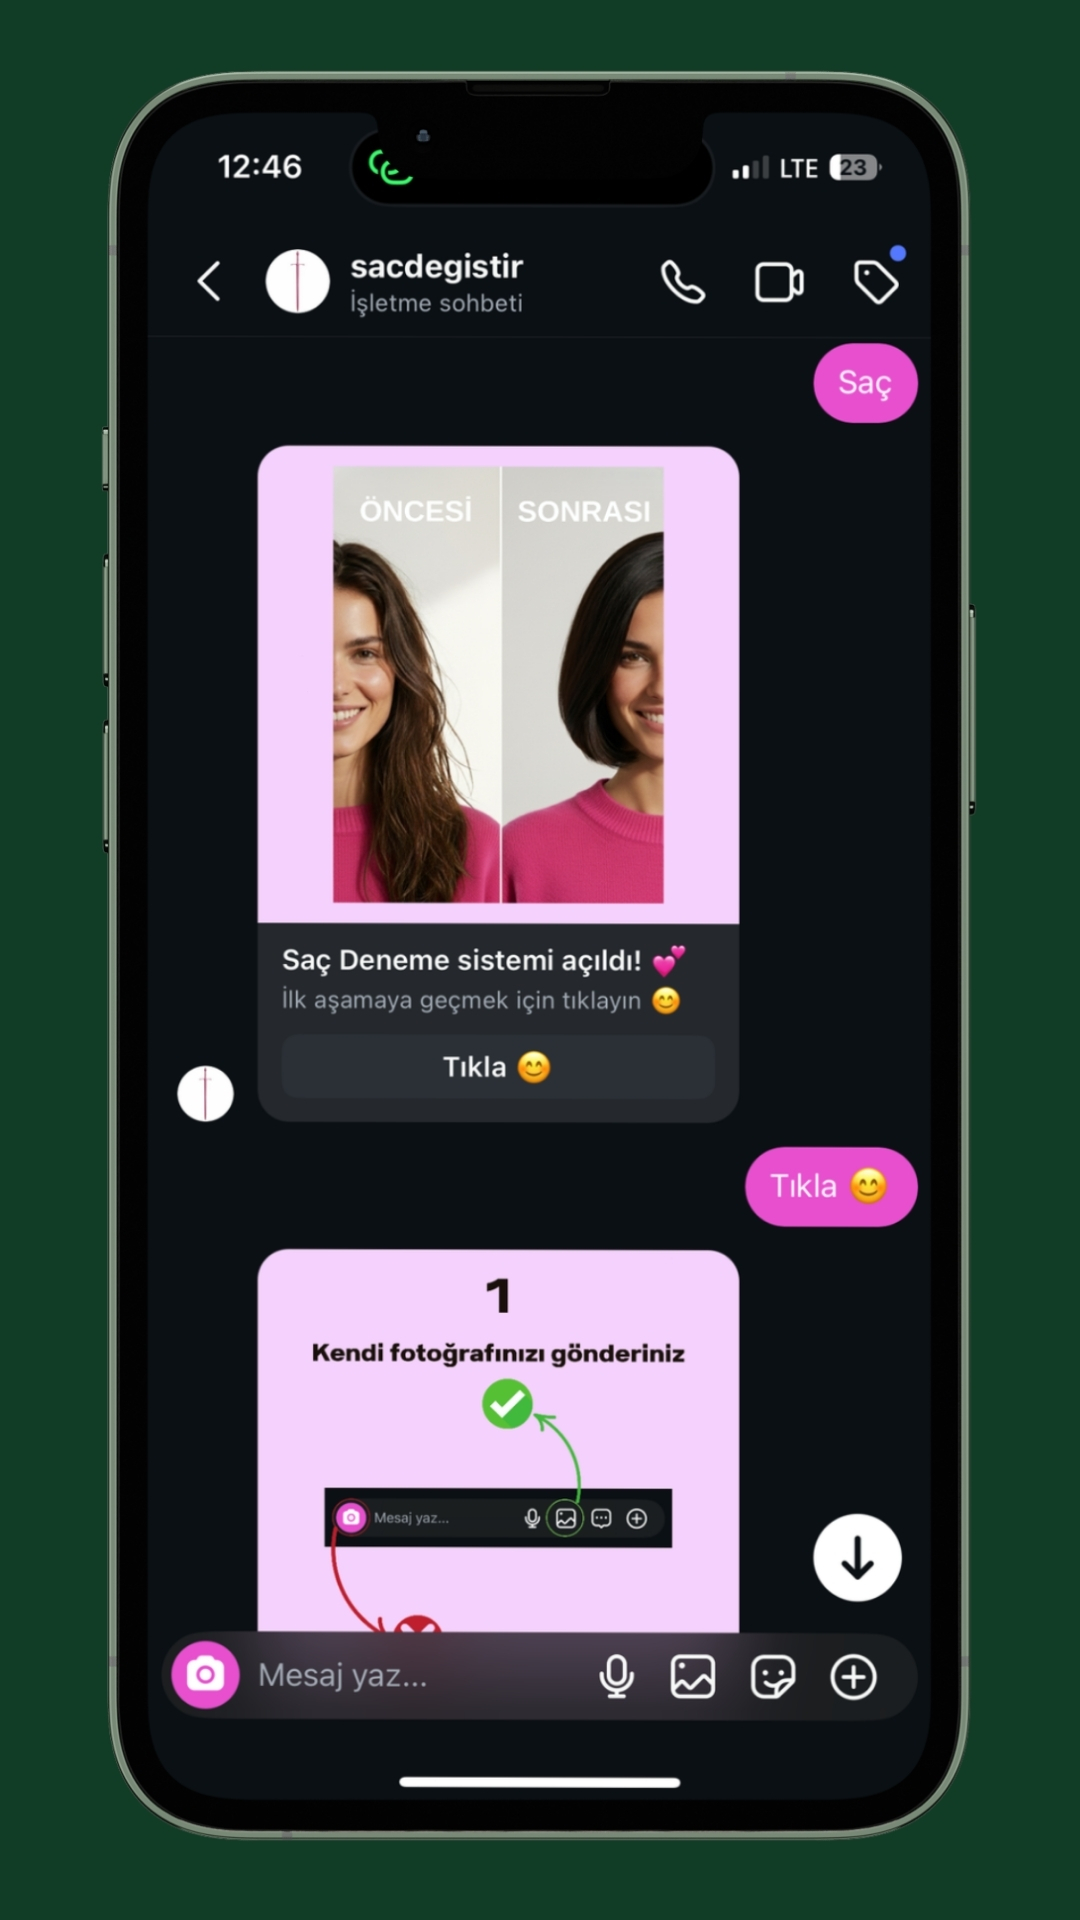 12:46
LTE 23
sacdegistir
İşletme sohbeti
Saç
ÖNCESİ
SONRASI
Saç Deneme sistemi açıldı! 💕
İlk aşamaya geçmek için tıklayın 😊
Tıkla 😊
Tıkla 😊
1
Kendi fotoğrafınızı gönderiniz
Mesaj yaz...
Mesaj yaz...